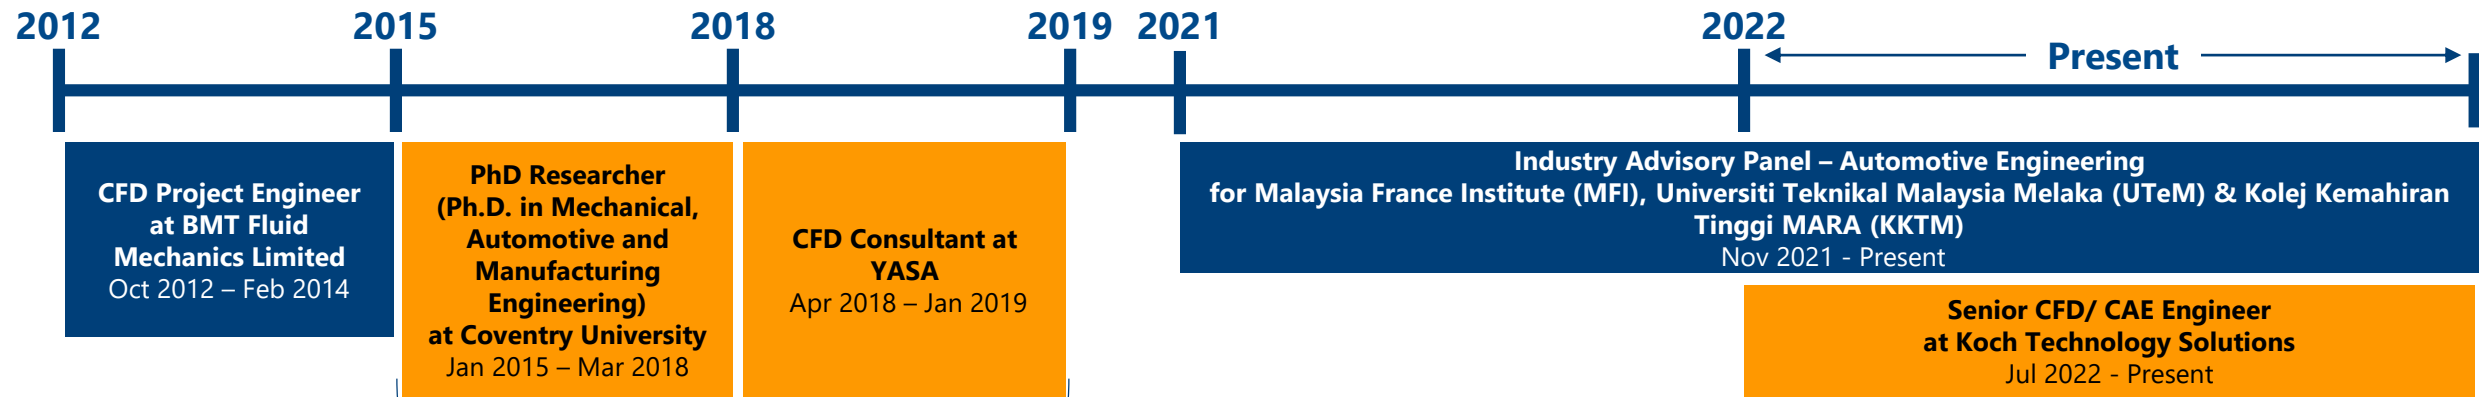 2012
2015
2018
2019
2021
2022
Present
CFD Project Engineer
at BMT Fluid
Mechanics Limited
Oct 2012 – Feb 2014
PhD Researcher
(Ph.D. in Mechanical,
Automotive and
Manufacturing
Engineering)
at Coventry University
Jan 2015 – Mar 2018
CFD Consultant at
YASA
Apr 2018 – Jan 2019
Industry Advisory Panel – Automotive Engineering
for Malaysia France Institute (MFI), Universiti Teknikal Malaysia Melaka (UTeM) & Kolej Kemahiran
Tinggi MARA (KKTM)
Nov 2021 - Present
Senior CFD/ CAE Engineer
at Koch Technology Solutions
Jul 2022 - Present